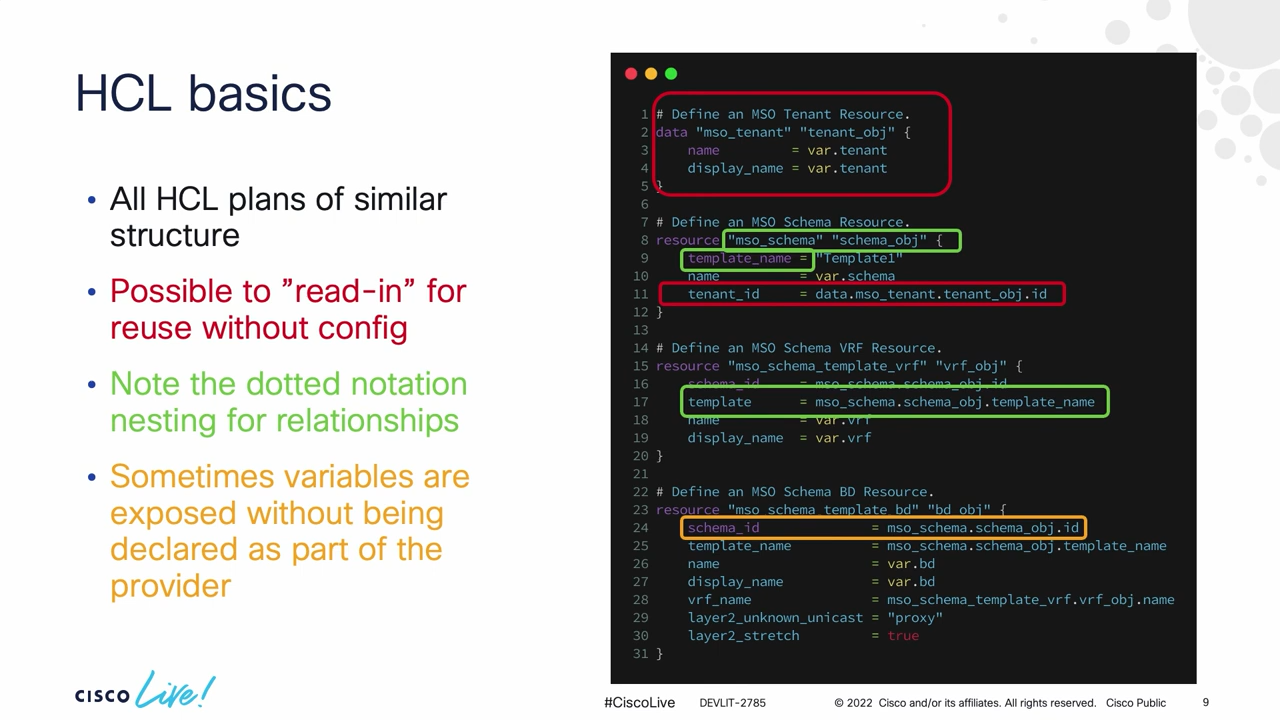 HCL basics
• All HCL plans of similar
structure
• Possible to ”read-in” for
reuse without config
• Note the dotted notation
nesting for relationships
• Sometimes variables are
exposed without being
declared as part of the
provider
1 # Define an MSO Tenant Resource.
2 data "mso_tenant" "tenant_obj" {
3     name         = var.tenant
4     display_name = var.tenant
5 }
6
7 # Define an MSO Schema Resource.
8 resource "mso_schema" "schema_obj" {
9     template_name = "Template1"
10     name          = var.schema
11     tenant_id     = data.mso_tenant.tenant_obj.id
12 }
13
14 # Define an MSO Schema VRF Resource.
15 resource "mso_schema_template_vrf" "vrf_obj" {
16     schema_id     = mso_schema.schema_obj.id
17     template      = mso_schema.schema_obj.template_name
18     name          = var.vrf
19     display_name  = var.vrf
20 }
21
22 # Define an MSO Schema BD Resource.
23 resource "mso_schema_template_bd" "bd_obj" {
24     schema_id              = mso_schema.schema_obj.id
25     template_name          = mso_schema.schema_obj.template_name
26     name                   = var.bd
27     display_name           = var.bd
28     vrf_name               = mso_schema_template_vrf.vrf_obj.name
29     layer2_unknown_unicast = "proxy"
30     layer2_stretch         = true
31 }
CISCO Live!
#CiscoLive DEVLIT-2785 © 2022 Cisco and/or its affiliates. All rights reserved. Cisco Public 9